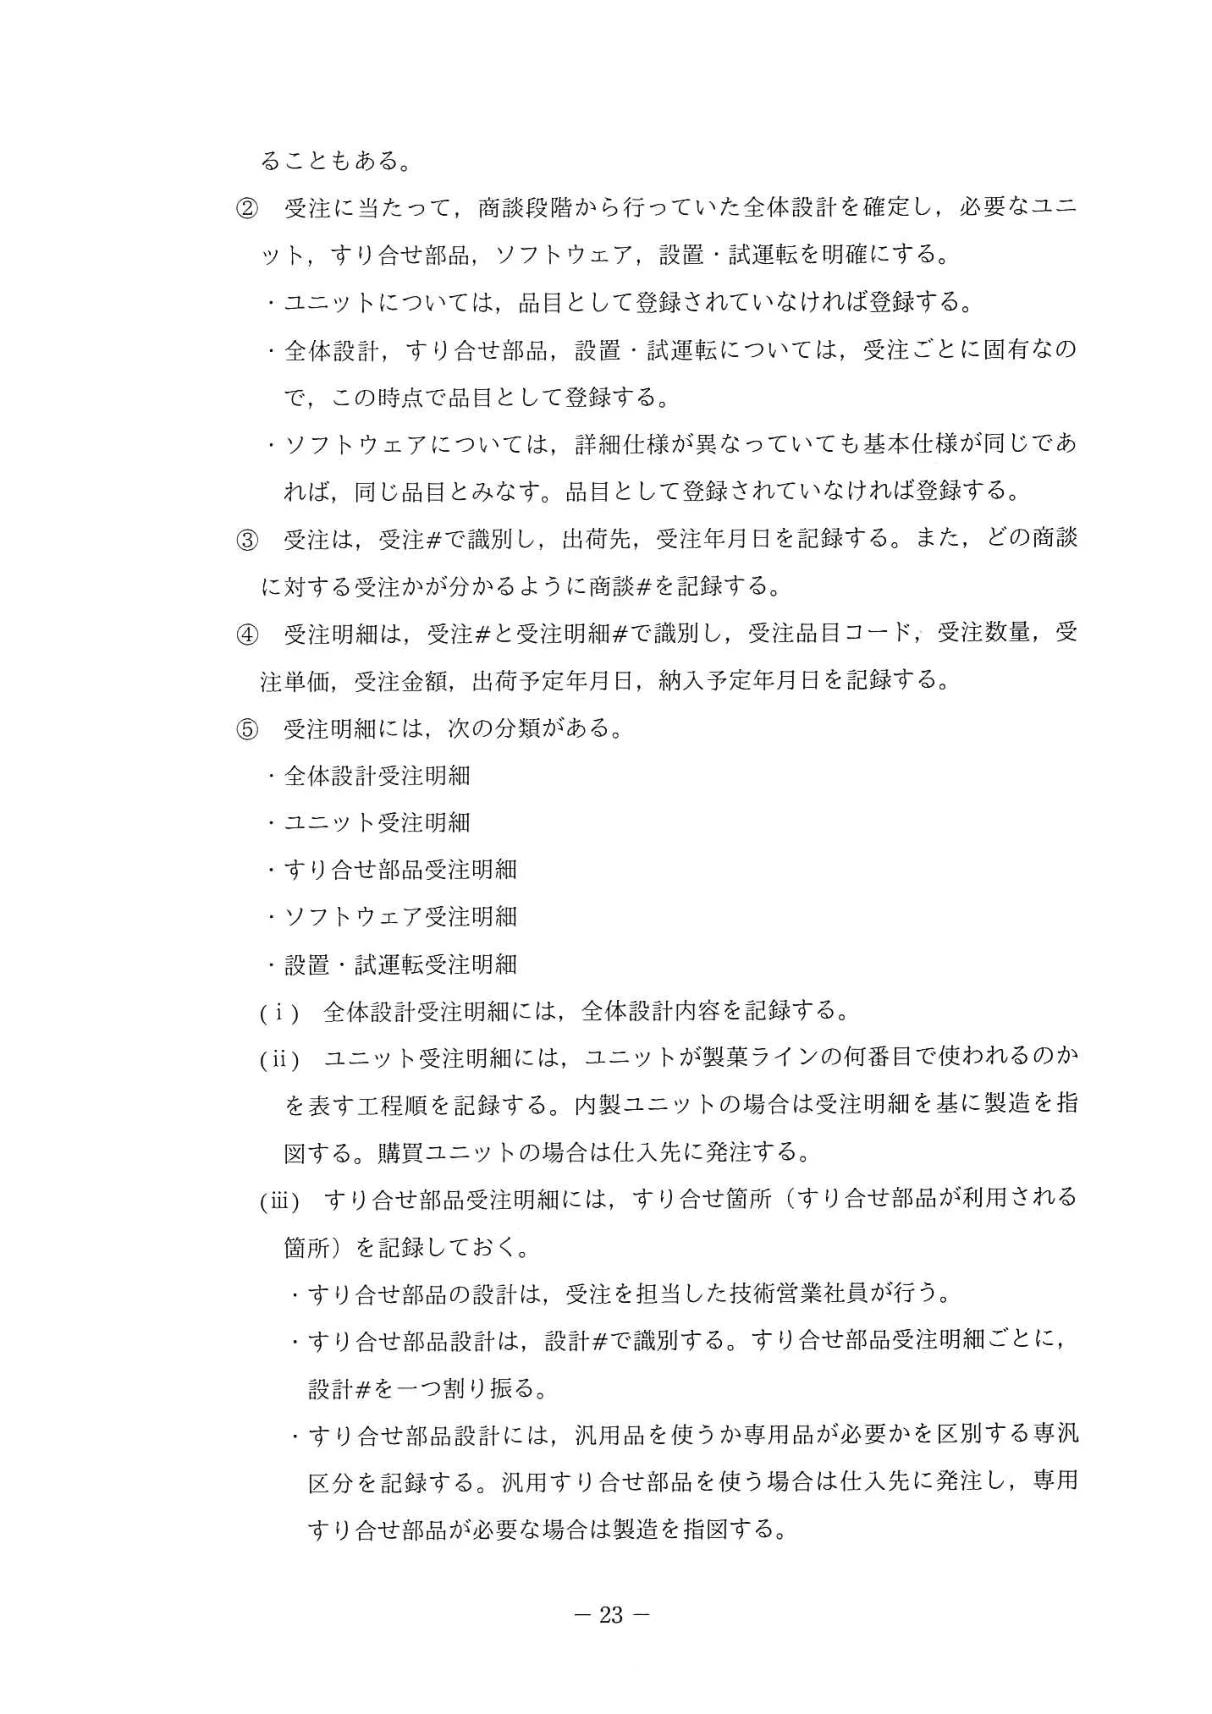 ることもある。
② 受注に当たって，商談段階から行っていた全体設計を確定し，必要なユニ
ット，すり合せ部品，ソフトウェア，設置・試運転を明確にする。
・ユニットについては，品目として登録されていなければ登録する。
・全体設計，すり合せ部品，設置・試運転については，受注ごとに固有なの
で，この時点で品目として登録する。
・ソフトウェアについては，詳細仕様が異なっていても基本仕様が同じであ
れば，同じ品目とみなす。品目として登録されていなければ登録する。
③ 受注は，受注#で識別し，出荷先，受注年月日を記録する。また，どの商談
に対する受注かが分かるように商談#を記録する。
④ 受注明細は，受注#と受注明細#で識別し，受注品目コード，受注数量，受
注単価，受注金額，出荷予定年月日，納入予定年月日を記録する。
⑤ 受注明細には，次の分類がある。
・全体設計受注明細
・ユニット受注明細
・すり合せ部品受注明細
・ソフトウェア受注明細
・設置・試運転受注明細
(ⅰ) 全体設計受注明細には，全体設計内容を記録する。
(ⅱ) ユニット受注明細には，ユニットが製菓ラインの何番目で使われるのか
を表す工程順を記録する。内製ユニットの場合は受注明細を基に製造を指
図する。購買ユニットの場合は仕入先に発注する。
(ⅲ) すり合せ部品受注明細には，すり合せ箇所（すり合せ部品が利用される
箇所）を記録しておく。
・すり合せ部品の設計は，受注を担当した技術営業社員が行う。
・すり合せ部品設計は，設計#で識別する。すり合せ部品受注明細ごとに，
設計#を一つ割り振る。
・すり合せ部品設計には，汎用品を使うか専用品が必要かを区別する専汎
区分を記録する。汎用すり合せ部品を使う場合は仕入先に発注し，専用
すり合せ部品が必要な場合は製造を指図する。
－ 23 －